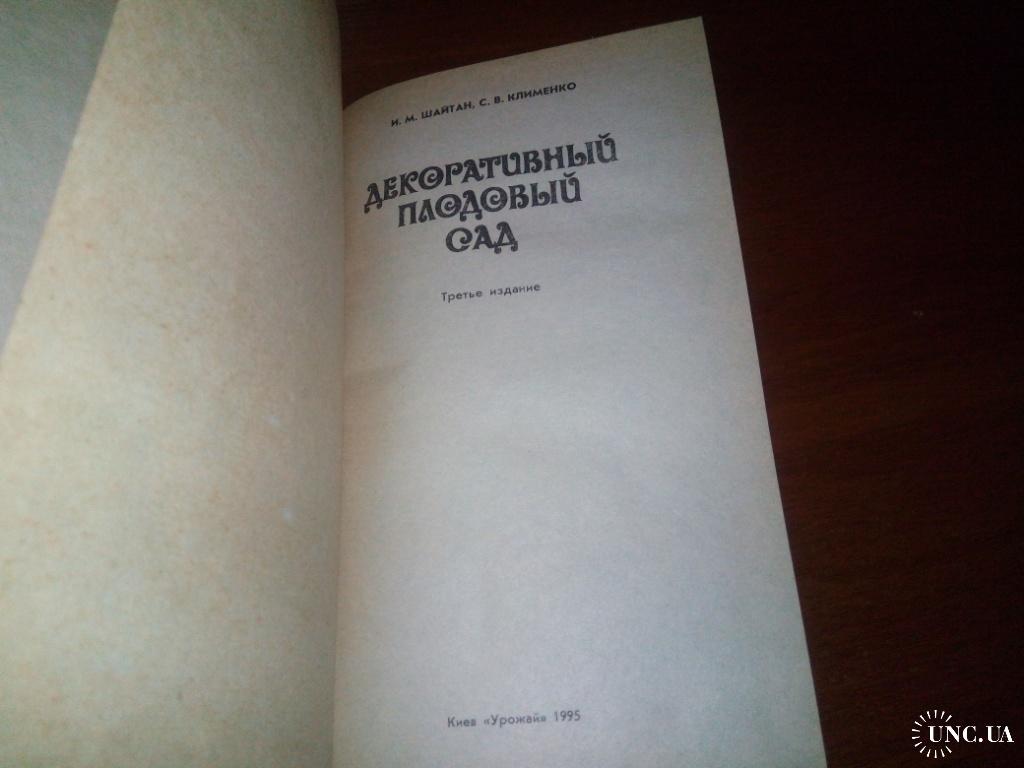 И. М. ШАЙТАН, С. В. КЛИМЕНКО
ДЕКОРАТИВНЫЙ
ПЛОДОВЫЙ
САД
Третье издание
Киев «Урожай» 1995
UNC.UA